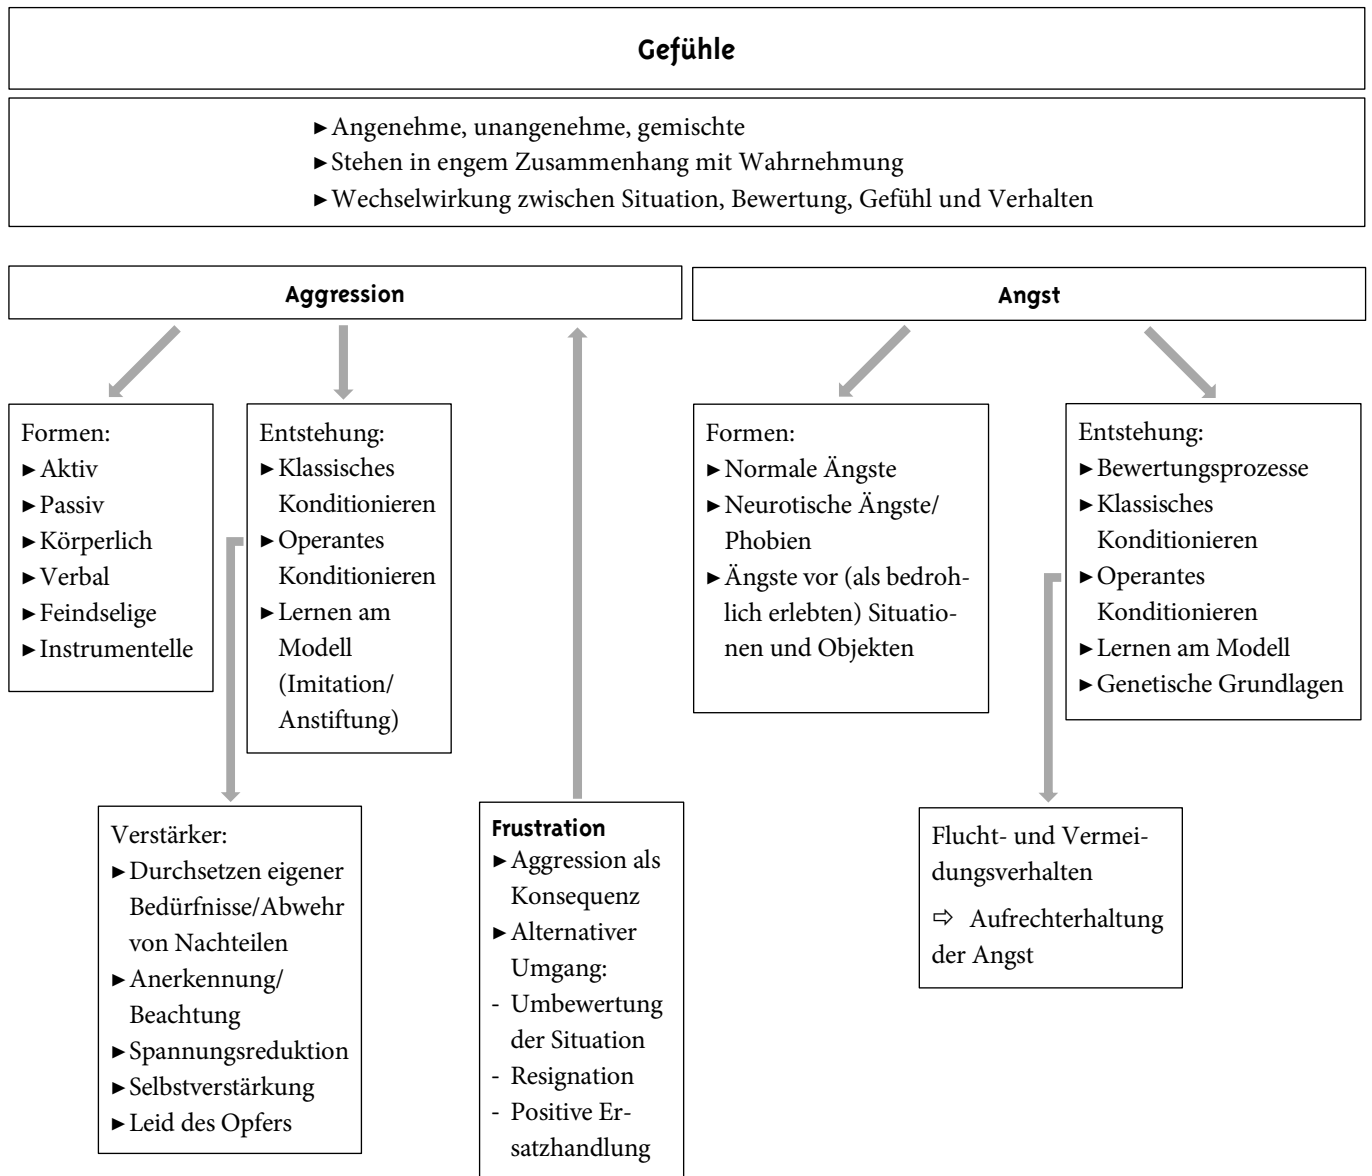 Gefühle
►Angenehme, unangenehme, gemischte
►Stehen in engem Zusammenhang mit Wahrnehmung
►Wechselwirkung zwischen Situation, Bewertung, Gefühl und Verhalten
Aggression
Formen:
►Aktiv
►Passiv
►Körperlich
►Verbal
►Feindselige
►Instrumentelle
Entstehung:
►Klassisches
Konditionieren
►Operantes
Konditionieren
►Lernen am
Modell
(Imitation/
Anstiftung)
Verstärker:
►Durchsetzen eigener
Bedürfnisse/Abwehr
von Nachteilen
►Anerkennung/
Beachtung
►Spannungsreduktion
►Selbstverstärkung
►Leid des Opfers
Frustration
►Aggression als
Konsequenz
►Alternativer
Umgang:
- Umbewertung
der Situation
- Resignation
- Positive Er-
satzhandlung
Angst
Formen:
►Normale Ängste
►Neurotische Ängste/
Phobien
►Ängste vor (als bedroh-
lich erlebten) Situatio-
nen und Objekten
Entstehung:
►Bewertungsprozesse
►Klassisches
Konditionieren
►Operantes
Konditionieren
►Lernen am Modell
►Genetische Grundlagen
Flucht- und Vermei-
dungsverhalten
⇨ Aufrechterhaltung
der Angst